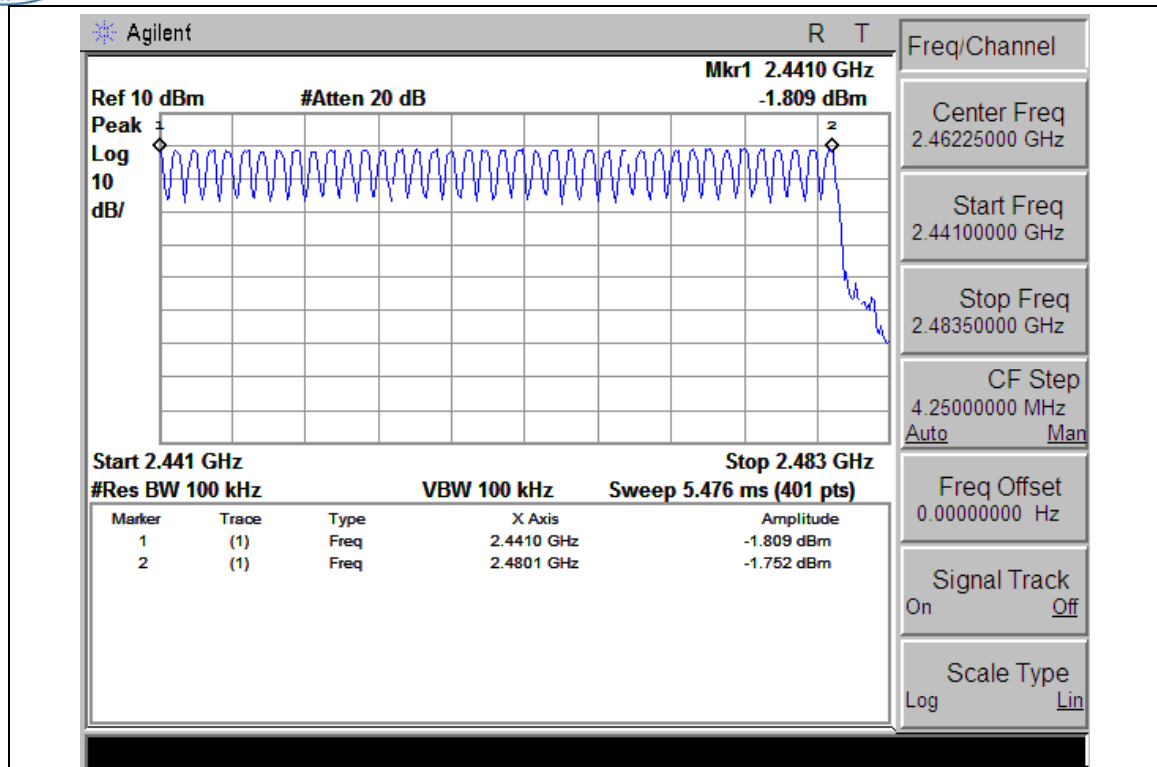 Agilent
R T
Mkr1 2.4410 GHz
Ref 10 dBm #Atten 20 dB -1.809 dBm
Peak
Log
10
dB/
1
2
Start 2.441 GHz Stop 2.483 GHz
#Res BW 100 kHz VBW 100 kHz Sweep 5.476 ms (401 pts)
Marker Trace Type X Axis Amplitude
1 (1) Freq 2.4410 GHz -1.809 dBm
2 (1) Freq 2.4801 GHz -1.752 dBm
Freq/Channel
Center Freq
2.46225000 GHz
Start Freq
2.44100000 GHz
Stop Freq
2.48350000 GHz
CF Step
4.25000000 MHz
Auto Man
Freq Offset
0.00000000 Hz
Signal Track
On Off
Scale Type
Log Lin